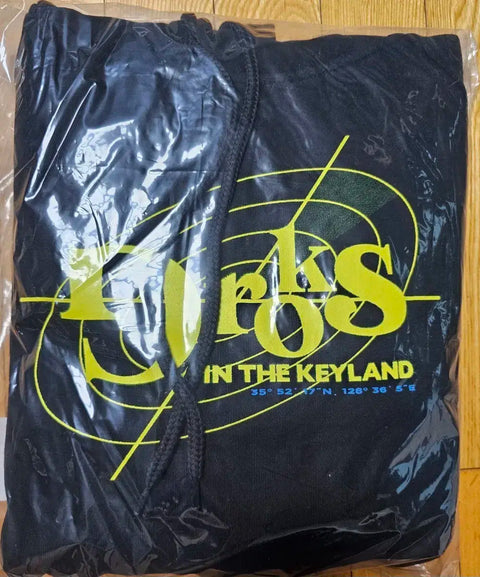 IN THE KEYLAND
35° 52' 17"N, 128° 36' 5"E